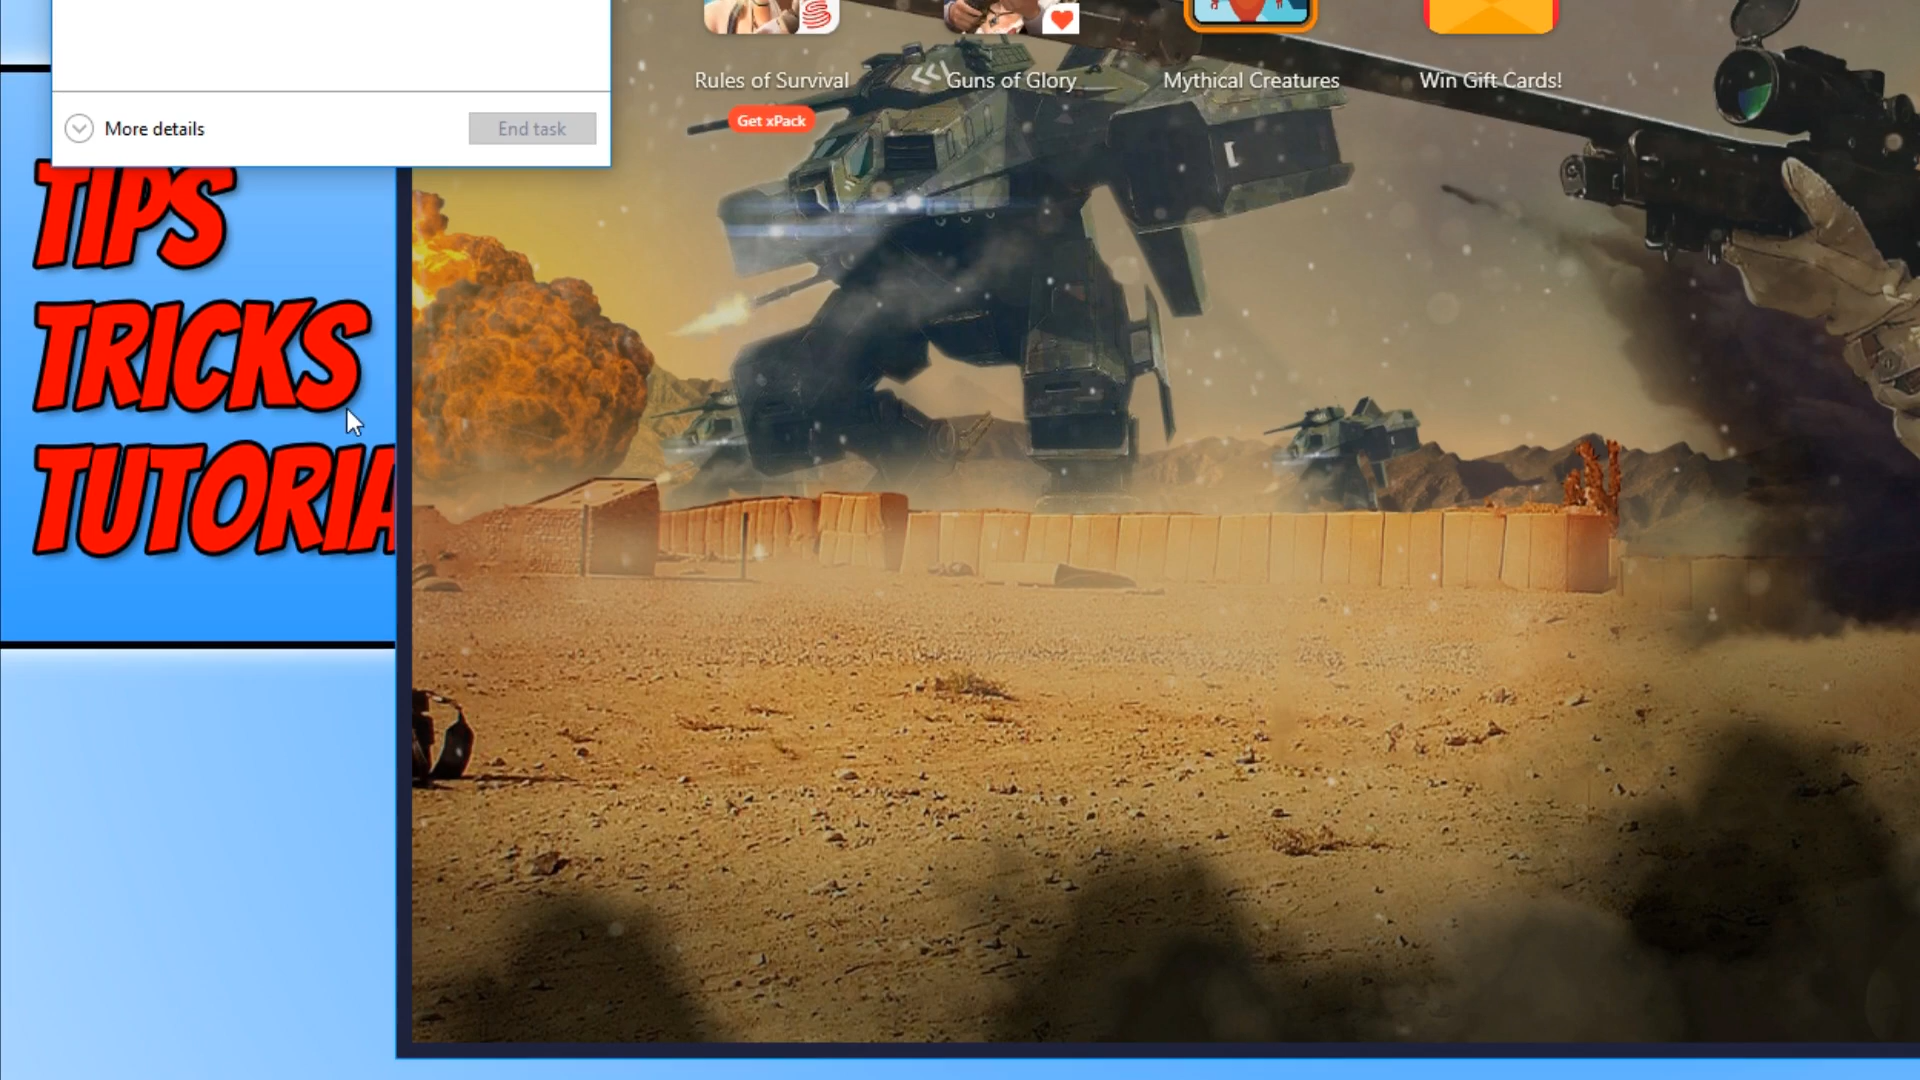 Rules of Survival
Guns of Glory
Mythical Creatures
Win Gift Cards!
Get xPack
More details
End task
TIPS
TRICKS
TUTORIA